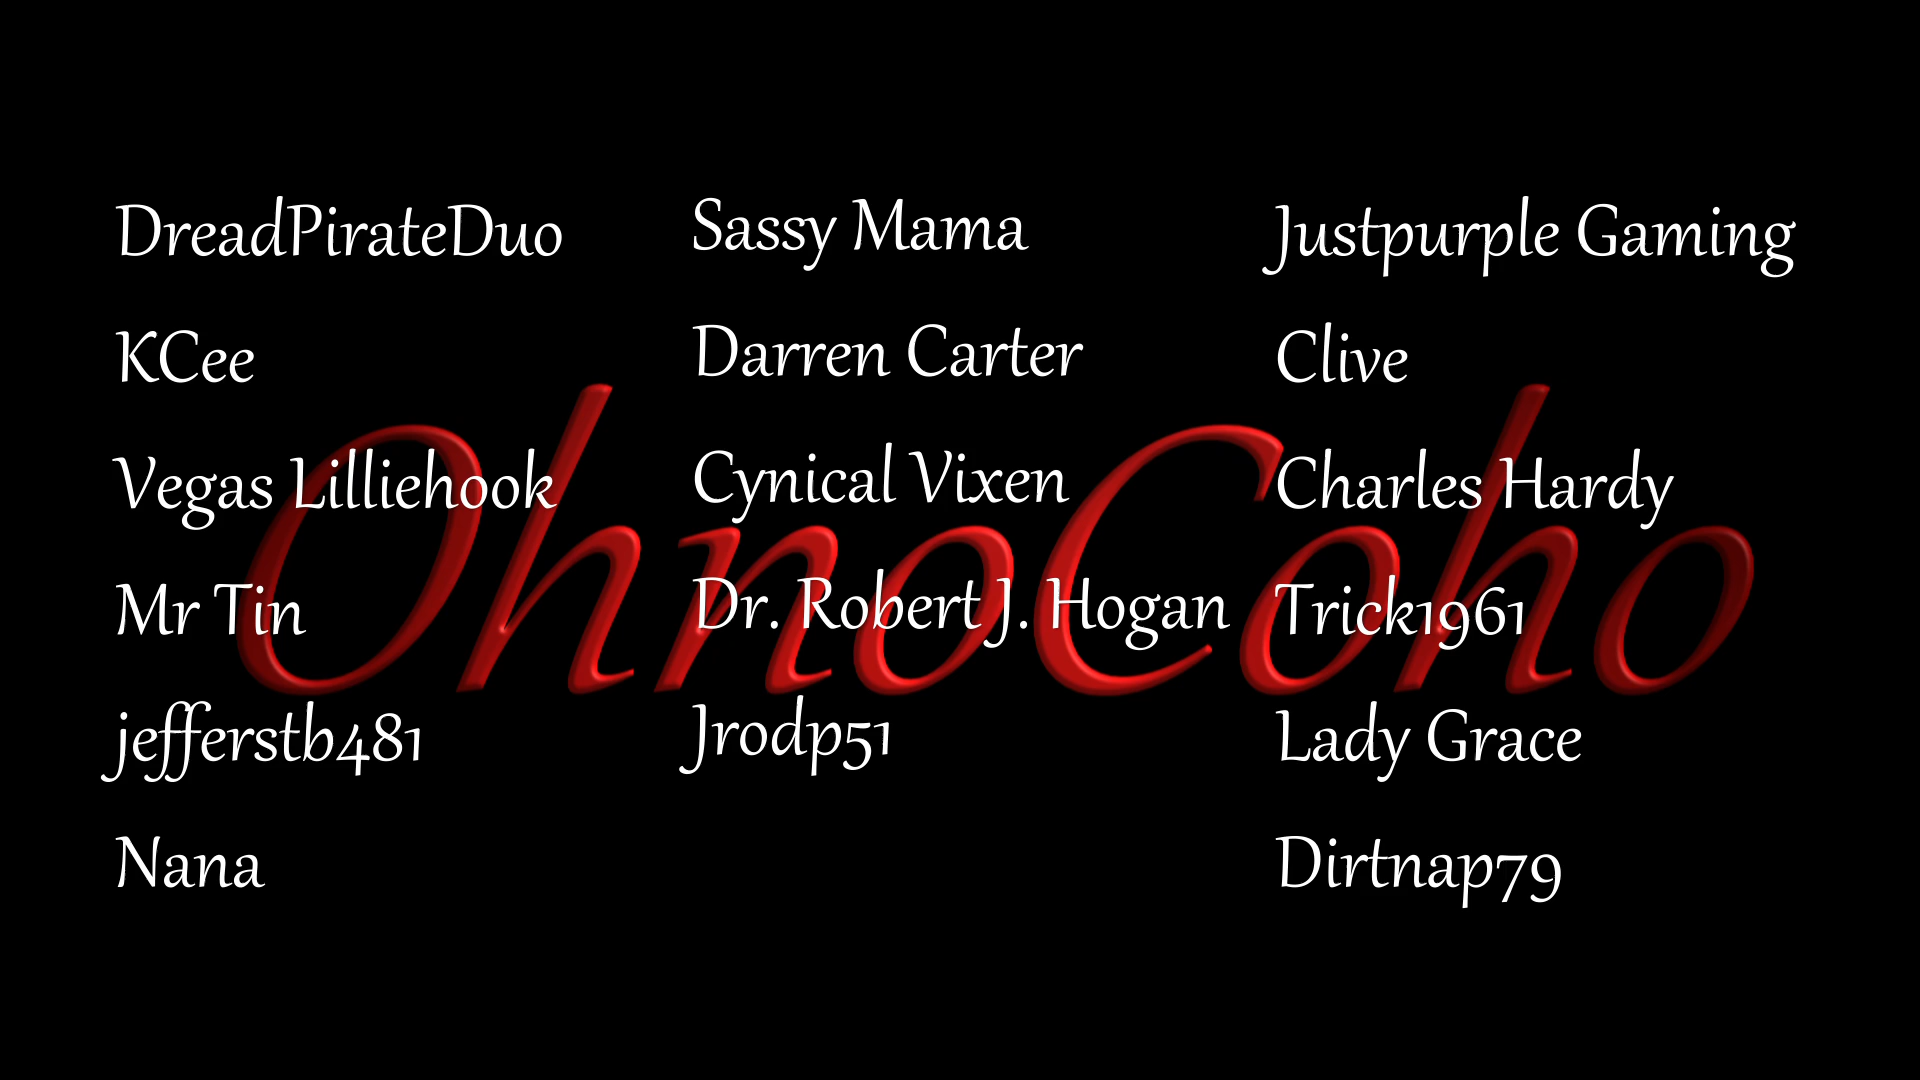 DreadPirateDuo
KCee
Vegas Lilliehook
Mr Tin
jefferstb481
Nana
Sassy Mama
Darren Carter
Cynical Vixen
Dr. Robert J. Hogan
Jrodp51
Justpurple Gaming
Clive
Charles Hardy
Trick1961
Lady Grace
Dirtnap79
OhnoCoho